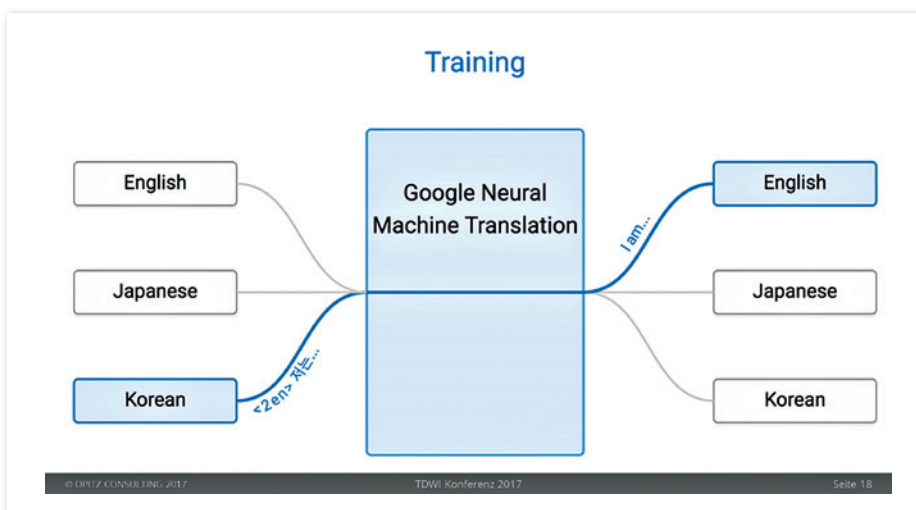 Training
English
Japanese
Korean
<2en> 저는...
Google Neural
Machine Translation
I am...
English
Japanese
Korean
© OPITZ CONSULTING 2017
TDWI Konferenz 2017
Seite 18